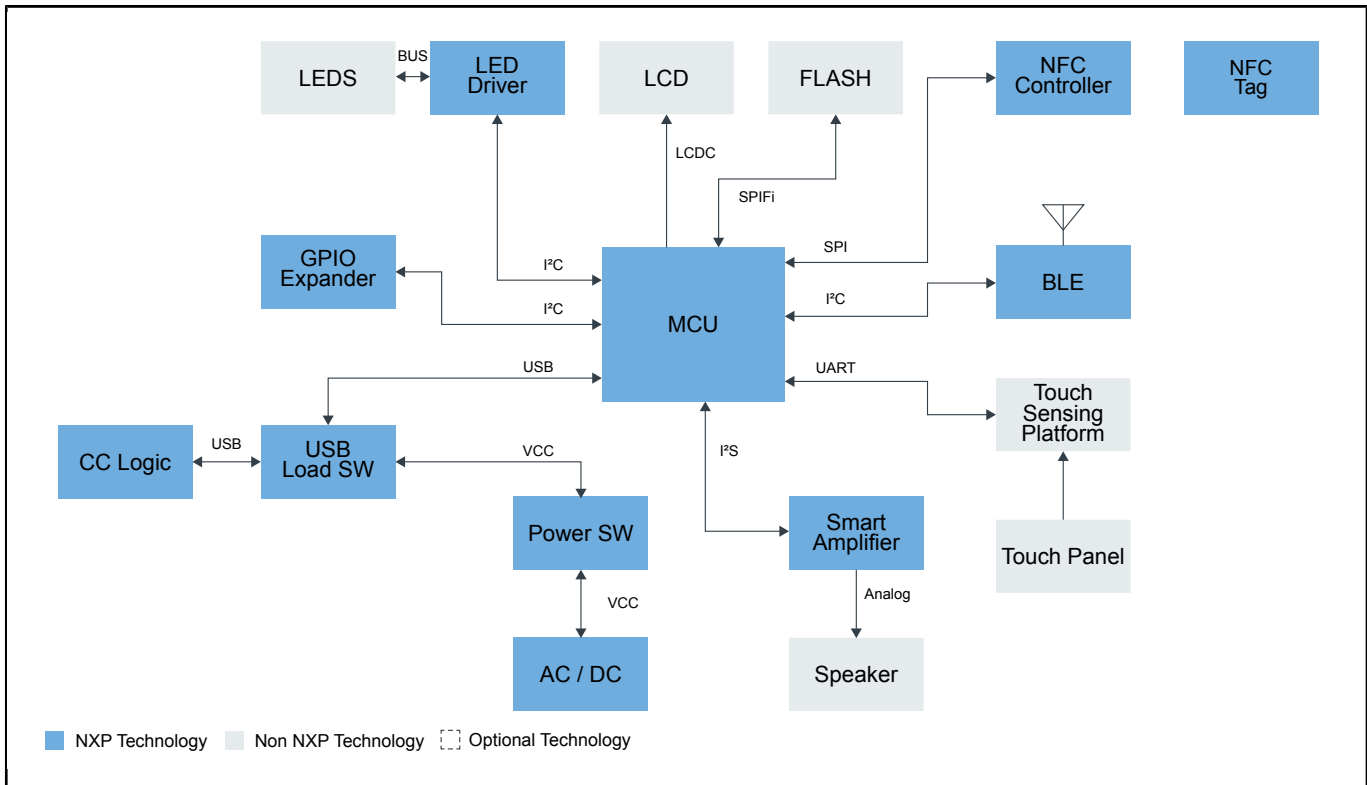 LEDS
BUS
LED
Driver
LCD
FLASH
NFC
Controller
NFC
Tag
LCDC
SPIFi
GPIO
Expander
I²C
I²C
MCU
SPI
I²C
BLE
USB
UART
Touch
Sensing
Platform
CC Logic
USB
USB
Load SW
VCC
I²S
Power SW
Smart
Amplifier
Touch Panel
VCC
Analog
AC / DC
Speaker
NXP Technology
Non NXP Technology
Optional Technology